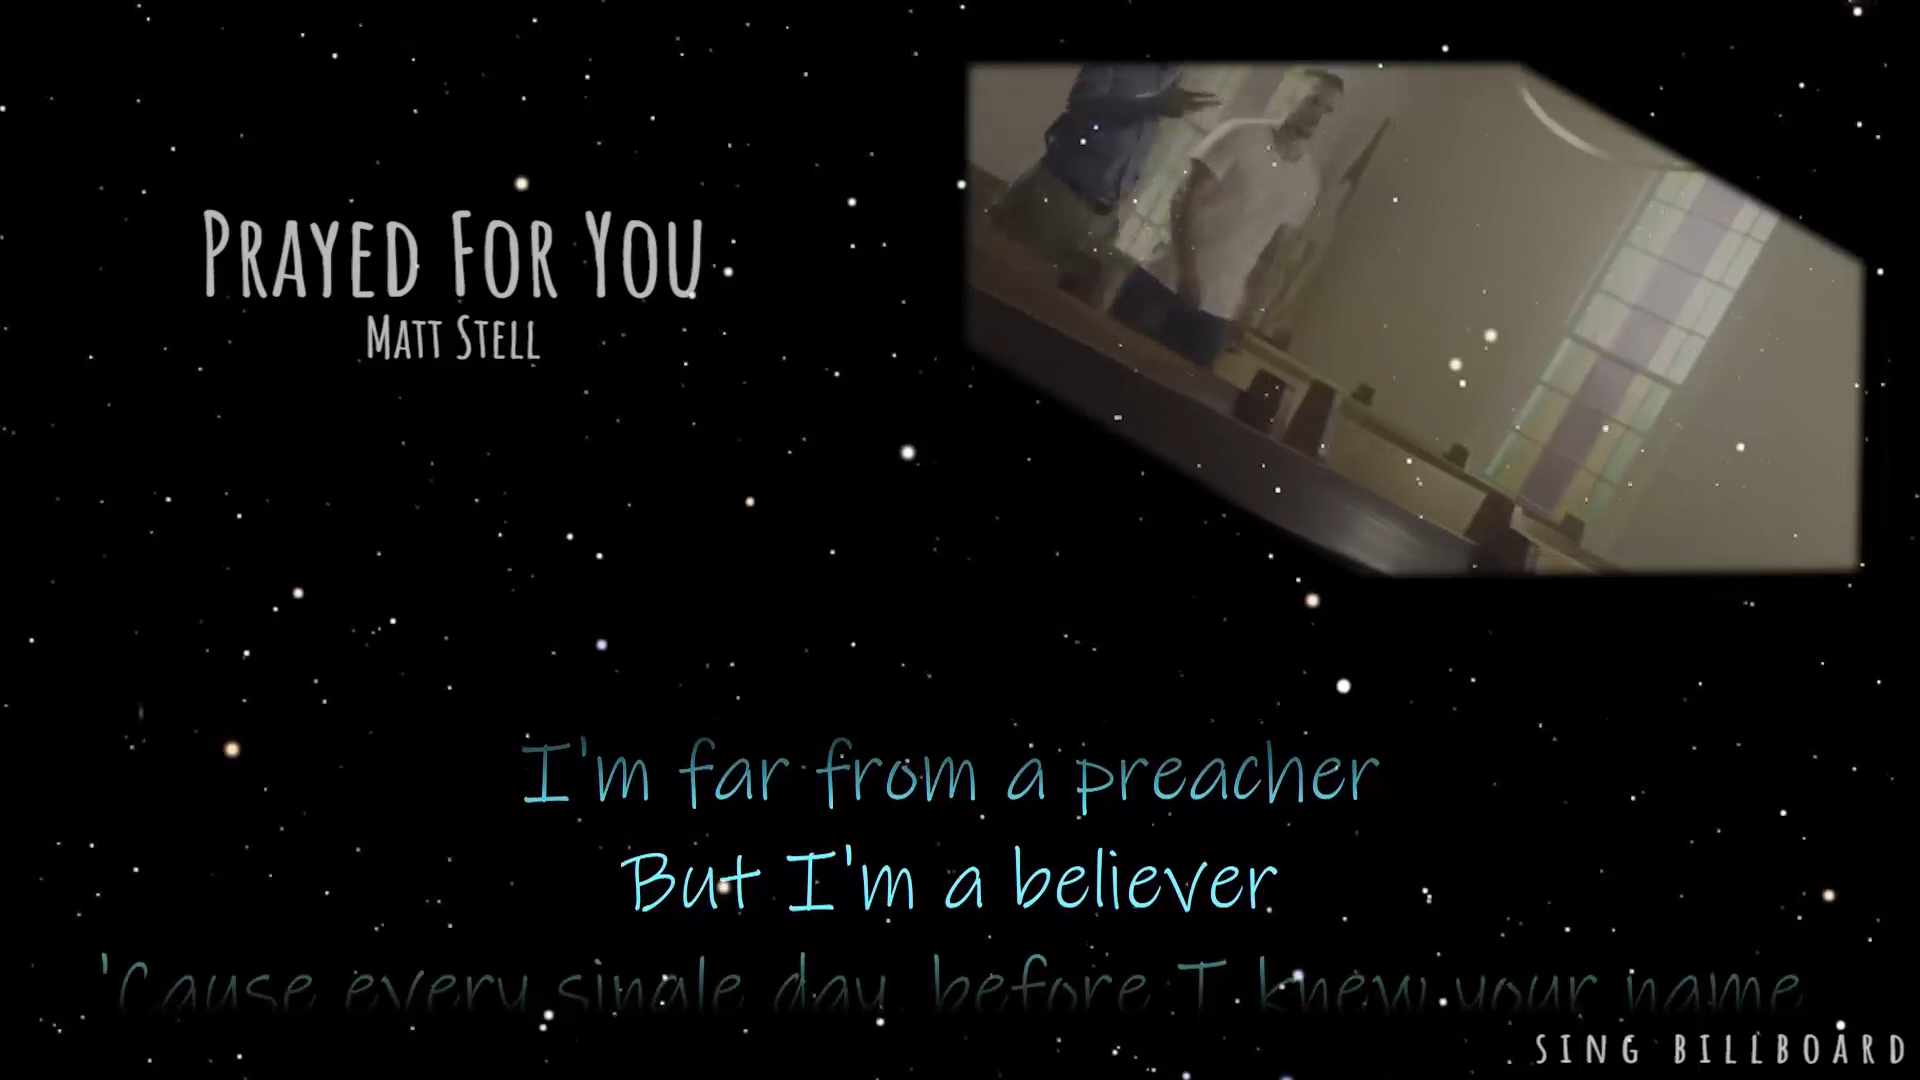 Prayed For You
Matt Stell
I'm far from a preacher
But I'm a believer
'Cause every single day, before I knew your name
SING BILLBOARD